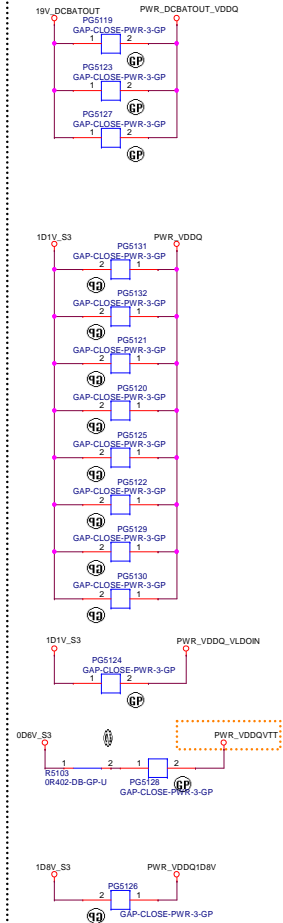 19V_DCBATOUT PWR_DCBATOUT_VDDQ
PG5119
GAP-CLOSE-PWR-3-GP
1 2
GP
PG5123
GAP-CLOSE-PWR-3-GP
1 2
GP
PG5127
GAP-CLOSE-PWR-3-GP
1 2
GP
1D1V_S3 PWR_VDDQ
PG5131
GAP-CLOSE-PWR-3-GP
2 1
GP
PG5132
GAP-CLOSE-PWR-3-GP
2 1
GP
PG5121
GAP-CLOSE-PWR-3-GP
2 1
GP
PG5120
GAP-CLOSE-PWR-3-GP
2 1
GP
PG5125
GAP-CLOSE-PWR-3-GP
2 1
GP
PG5122
GAP-CLOSE-PWR-3-GP
2 1
GP
PG5129
GAP-CLOSE-PWR-3-GP
2 1
GP
PG5130
GAP-CLOSE-PWR-3-GP
2 1
GP
1D1V_S3 PWR_VDDQ_VLDOIN
PG5124
GAP-CLOSE-PWR-3-GP
1 2
GP
0D6V_S3 PWR_VDDQVTT
1 2 1 2
R5103 PG5128 GP
0R402-DB-GP-U GAP-CLOSE-PWR-3-GP
1D8V_S3 PWR_VDDQ1D8V
PG5126
2 1
GP GAP-CLOSE-PWR-3-GP